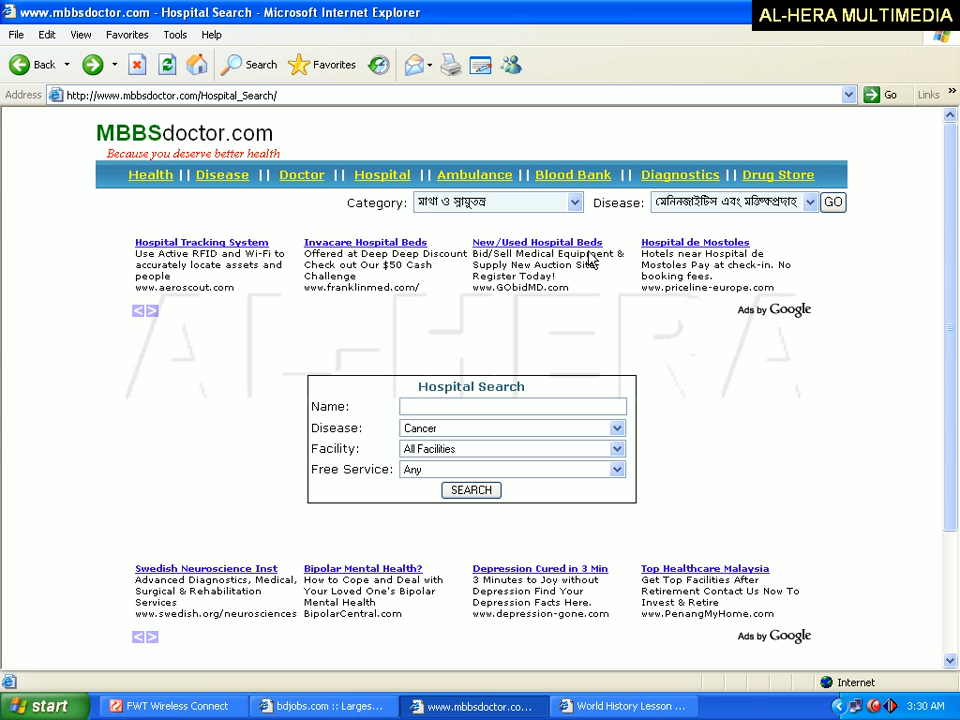 www.mbbsdoctor.com - Hospital Search - Microsoft Internet Explorer
AL-HERA MULTIMEDIA
File Edit View Favorites Tools Help
Back Search Favorites
Address http://www.mbbsdoctor.com/Hospital_Search/ Go Links »
MBBSdoctor.com
Because you deserve better health
Health || Disease || Doctor || Hospital || Ambulance || Blood Bank || Diagnostics || Drug Store
Category: মাথা ও স্নায়ুতন্ত্র Disease: মেনিনজাইটিস এবং মস্তিষ্কপ্রদাহ GO
Hospital Tracking System
Use Active RFID and Wi-Fi to
accurately locate assets and
people
www.aeroscout.com
Invacare Hospital Beds
Offered at Deep Deep Discount
Check out Our $50 Cash
Challenge
www.franklinmed.com/
New/Used Hospital Beds
Bid/Sell Medical Equipment &
Supply New Auction Site
Register Today!
www.GObidMD.com
Hospital de Mostoles
Hotels near Hospital de
Mostoles Pay at check-in. No
booking fees.
www.priceline-europe.com
Ads by Google
AL-HERA
Hospital Search
Name:
Disease: Cancer
Facility: All Facilities
Free Service: Any
SEARCH
Swedish Neuroscience Inst
Advanced Diagnostics, Medical,
Surgical & Rehabilitation
Services
www.swedish.org/neurosciences
Bipolar Mental Health?
How to Cope and Deal with
Your Loved One's Bipolar
Mental Health
BipolarCentral.com
Depression Cured in 3 Min
3 Minutes to Joy without
Depression Find Your
Depression Facts Here.
www.depression-gone.com
Top Healthcare Malaysia
Get Top Facilities After
Retirement Contact Us Now To
Invest & Retire
www.PenangMyHome.com
Ads by Google
Internet
start FWT Wireless Connect bdjobs.com :: Larges... www.mbbsdoctor.co... World History Lesson ... 3:30 AM